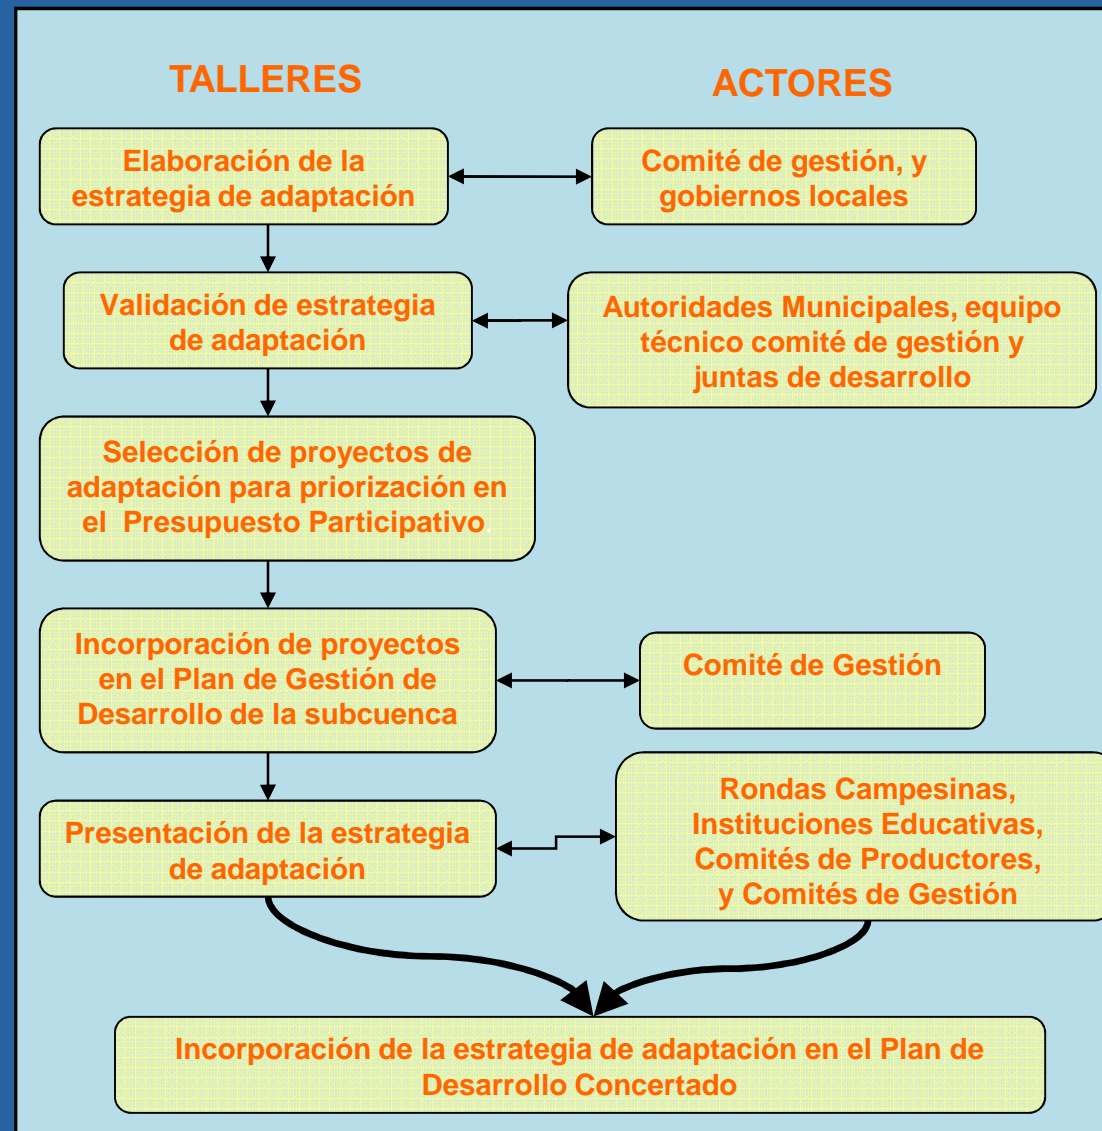 TALLERES
ACTORES
Elaboración de la
estrategia de adaptación
Comité de gestión, y
gobiernos locales
Validación de estrategia
de adaptación
Autoridades Municipales, equipo
técnico comité de gestión y
juntas de desarrollo
Selección de proyectos de
adaptación para priorización en
el Presupuesto Participativo
Incorporación de proyectos
en el Plan de Gestión de
Desarrollo de la subcuenca
Comité de Gestión
Presentación de la estrategia
de adaptación
Rondas Campesinas,
Instituciones Educativas,
Comités de Productores,
y Comités de Gestión
Incorporación de la estrategia de adaptación en el Plan de
Desarrollo Concertado